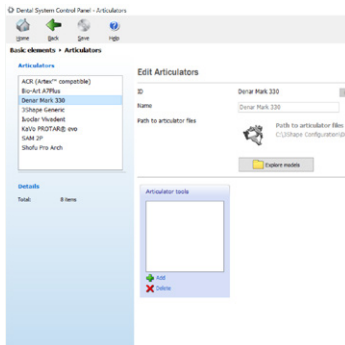 Dental System Control Panel - Articulators
Home Back Save Help
Basic elements • Articulators
Articulators
ACR (Artex™ compatible)
Bio-Art A7Plus
Denar Mark 330
3Shape Generic
Ivoclar Vivadent
KaVo PROTAR® evo
SAM 2P
Shofu Pro Arch
Details
Total: 8 items
Edit Articulators
ID Denar Mark 330
Name Denar Mark 330
Path to articulator files
Path to articulator files
C:\3Shape Configuration\D
Explore models
Articulator tools
Add
Delete